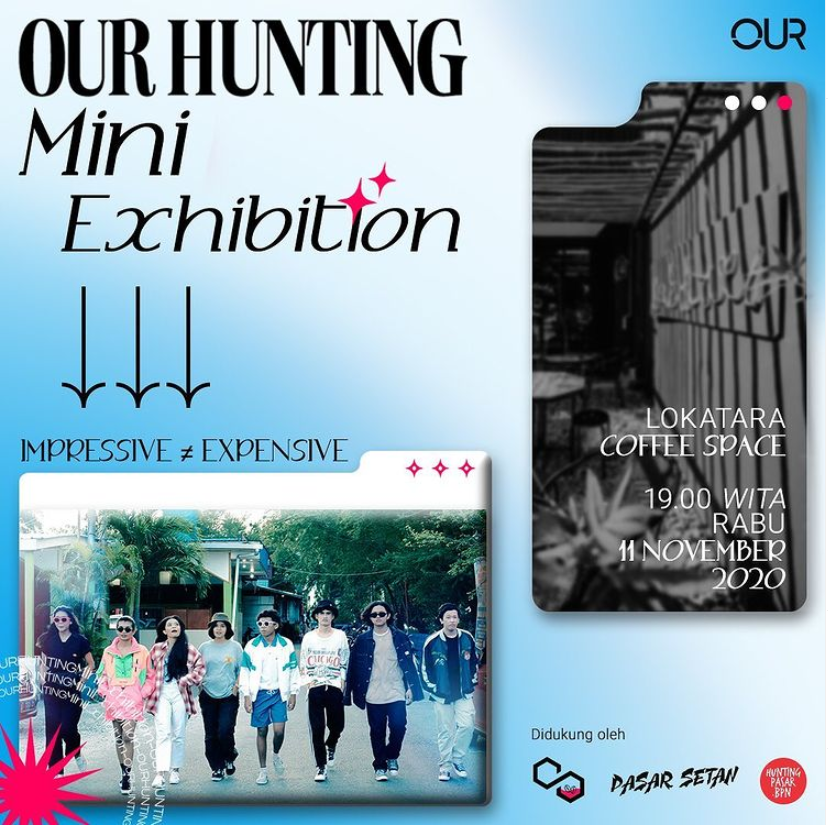 OUR HUNTING
Mini
Exhibition
OUR
IMPRESSIVE ≠ EXPENSIVE
LOKATARA
COFFEE SPACE
19.00 WITA
RABU
11 NOVEMBER
2020
Didukung oleh
PASAR SETAN
HUNTING
PASAR
.BPN